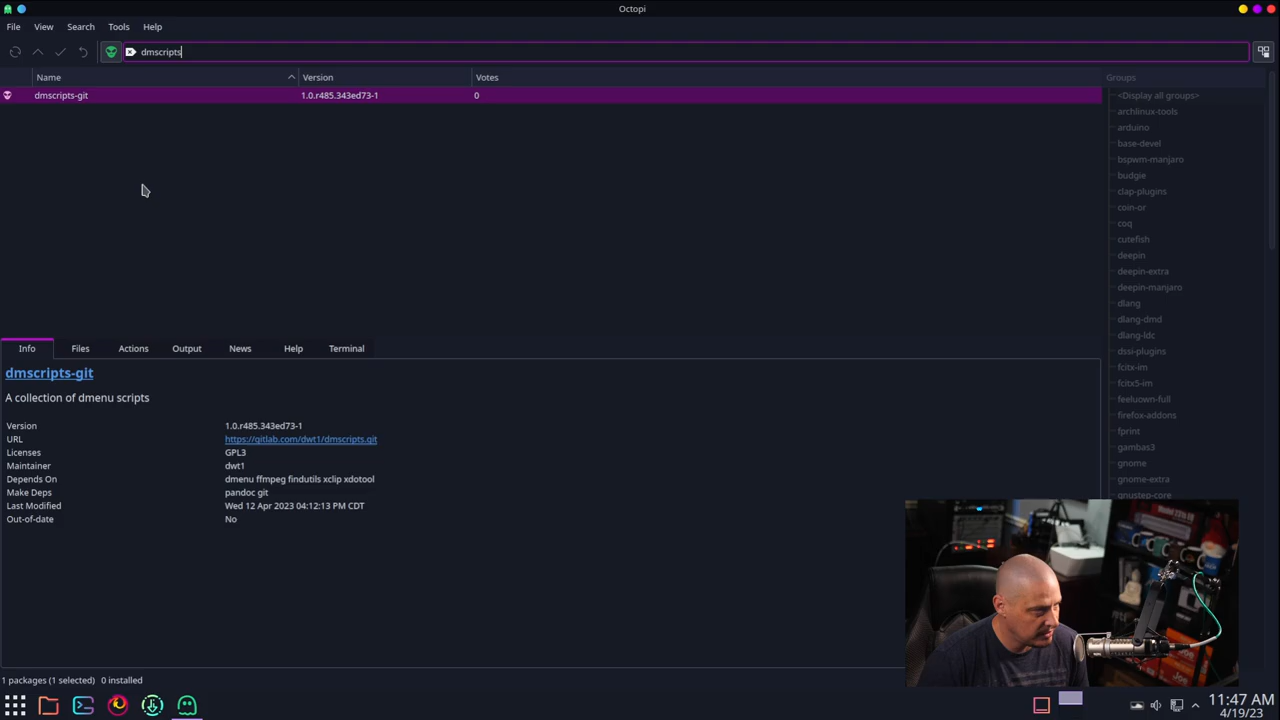 Octopi
File View Search Tools Help
dmscripts
Name Version Votes
dmscripts-git 1.0.r485.343ed73-1 0
Groups
<Display all groups>
archlinux-tools
arduino
base-devel
bspwm-manjaro
budgie
clap-plugins
coin-or
coq
cutefish
deepin
deepin-extra
deepin-manjaro
dlang
dlang-dmd
dlang-ldc
dssi-plugins
fcitx-im
fcitx5-im
feeluown-full
firefox-addons
fprint
gambas3
gnome
gnome-extra
gnustep-core
Info Files Actions Output News Help Terminal
dmscripts-git
A collection of dmenu scripts
Version 1.0.r485.343ed73-1
URL https://gitlab.com/dwt1/dmscripts.git
Licenses GPL3
Maintainer dwt1
Depends On dmenu ffmpeg findutils xclip xdotool
Make Deps pandoc git
Last Modified Wed 12 Apr 2023 04:12:13 PM CDT
Out-of-date No
1 packages (1 selected) 0 installed
11:47 AM
4/19/23